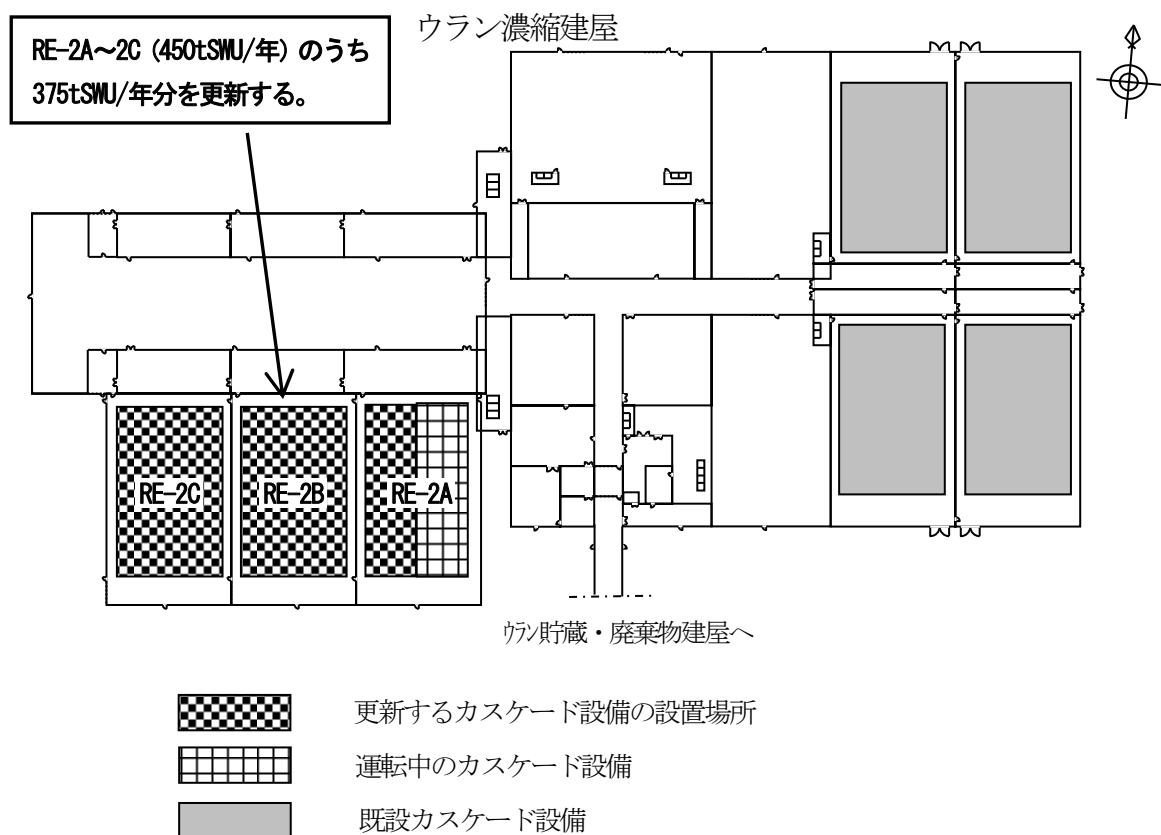 ウラン濃縮建屋
RE-2A～2C (450tSWU/年) のうち
375tSWU/年分を更新する。
RE-2C
RE-2B
RE-2A
ｳﾗﾝ貯蔵・廃棄物建屋へ
更新するカスケード設備の設置場所
運転中のカスケード設備
既設カスケード設備